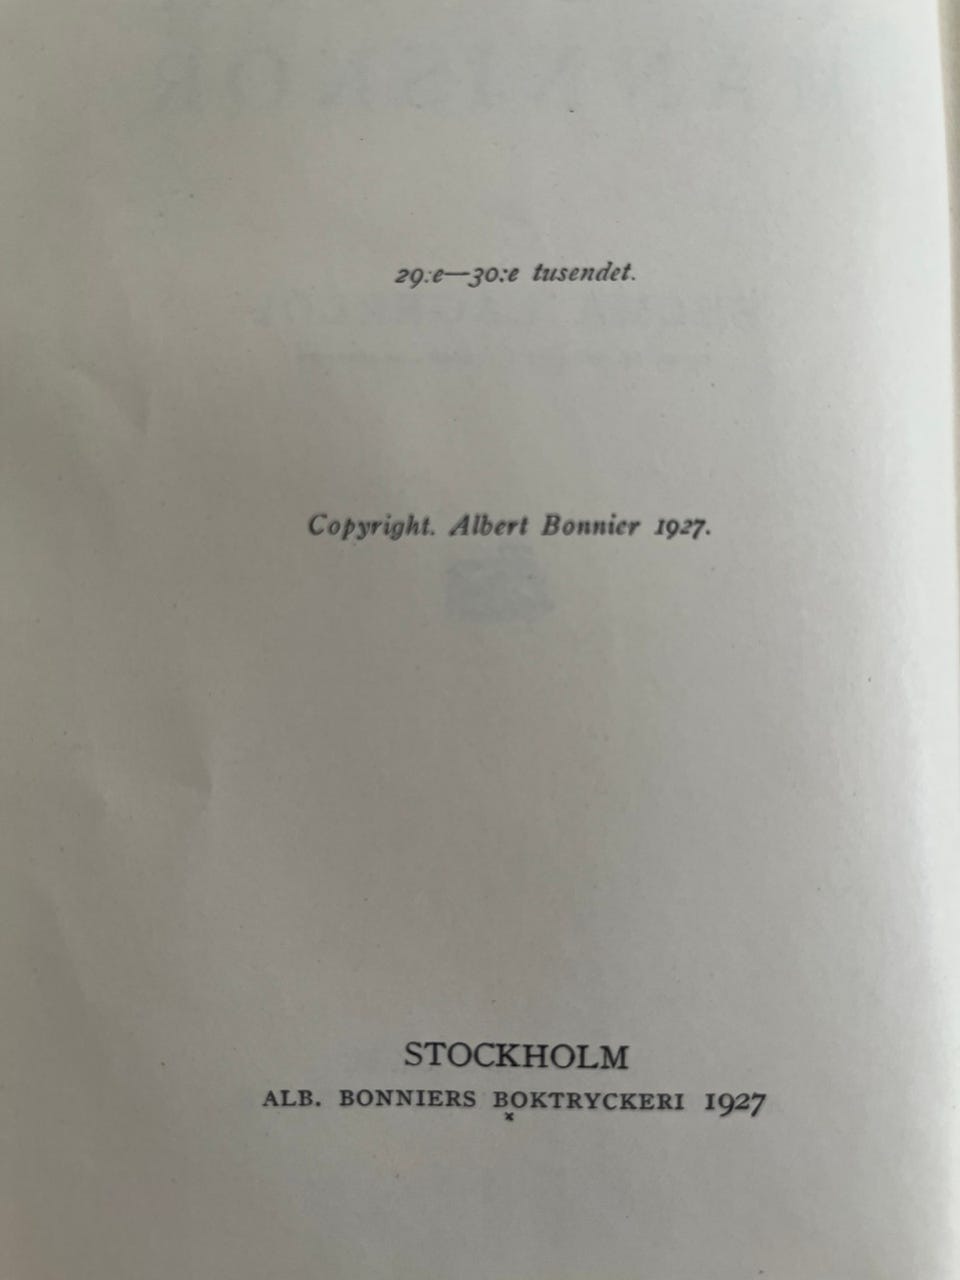 29:e—30:e tusendet.
Copyright. Albert Bonnier 1927.
STOCKHOLM
ALB. BONNIERS BOKTRYCKERI 1927